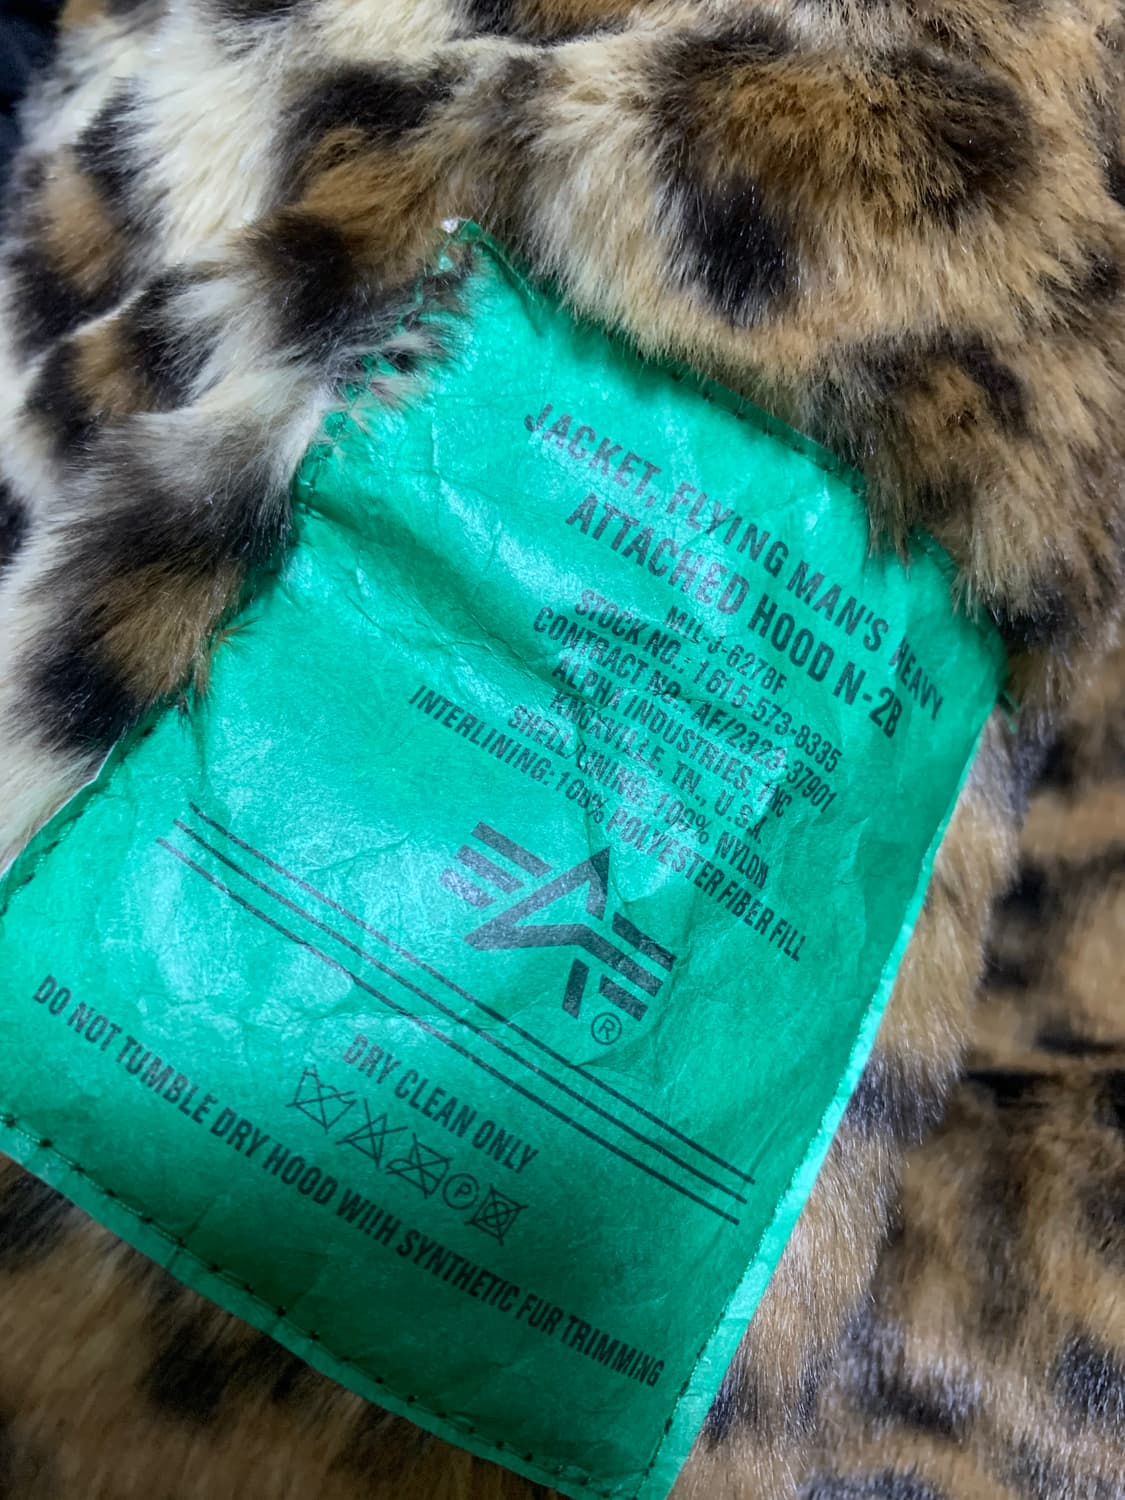 JACKET, FLYING MAN'S HEAVY
ATTACHED HOOD N-2B
MIL-J-6278F
STOCK NO.: 1615-573-8335
CONTRACT NO. AF/2323-37901
ALPHA INDUSTRIES, INC
KNOXVILLE, TN., U.S.A.
SHELL LINING: 100% NYLON
INTERLINING: 100% POLYESTER FIBER FILL
®
DRY CLEAN ONLY
P
DO NOT TUMBLE DRY HOOD WIIH SYNTHETIC FUR TRIMMING